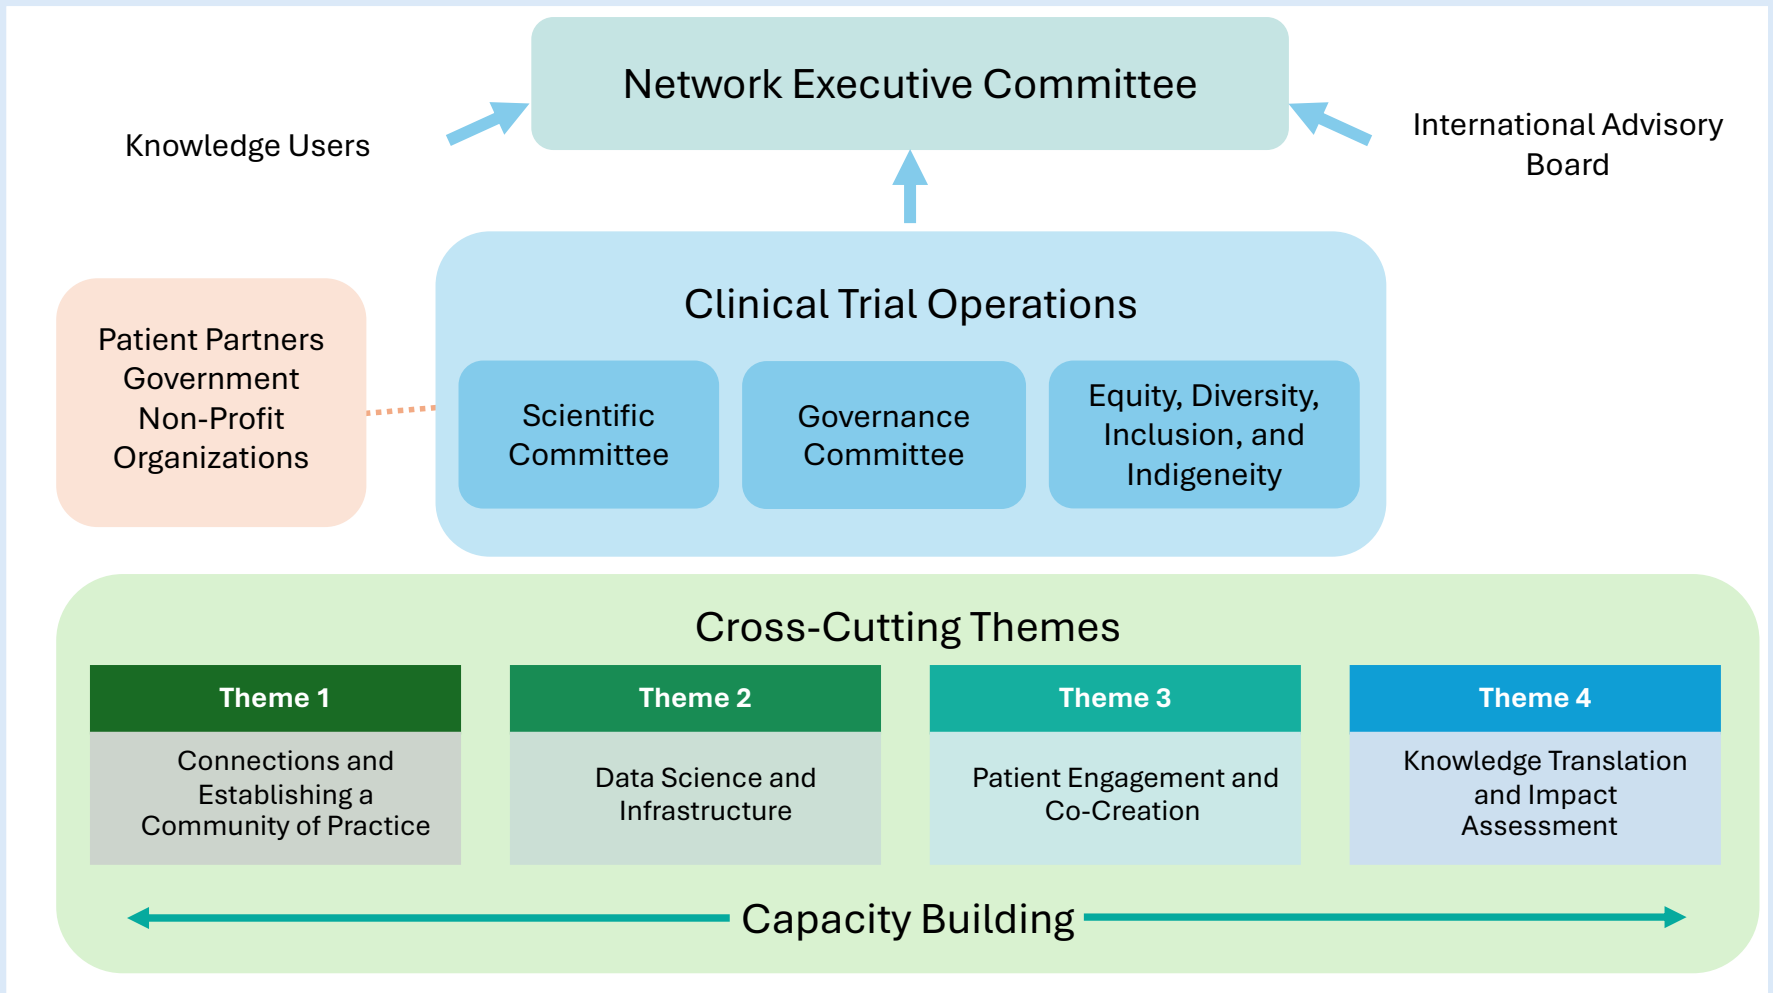 Network Executive Committee
Knowledge Users
International Advisory
Board
Clinical Trial Operations
Patient Partners
Government
Non-Profit
Organizations
Scientific
Committee
Governance
Committee
Equity, Diversity,
Inclusion, and
Indigeneity
Cross-Cutting Themes
Theme 1
Connections and
Establishing a
Community of Practice
Theme 2
Data Science and
Infrastructure
Theme 3
Patient Engagement and
Co-Creation
Theme 4
Knowledge Translation
and Impact
Assessment
Capacity Building